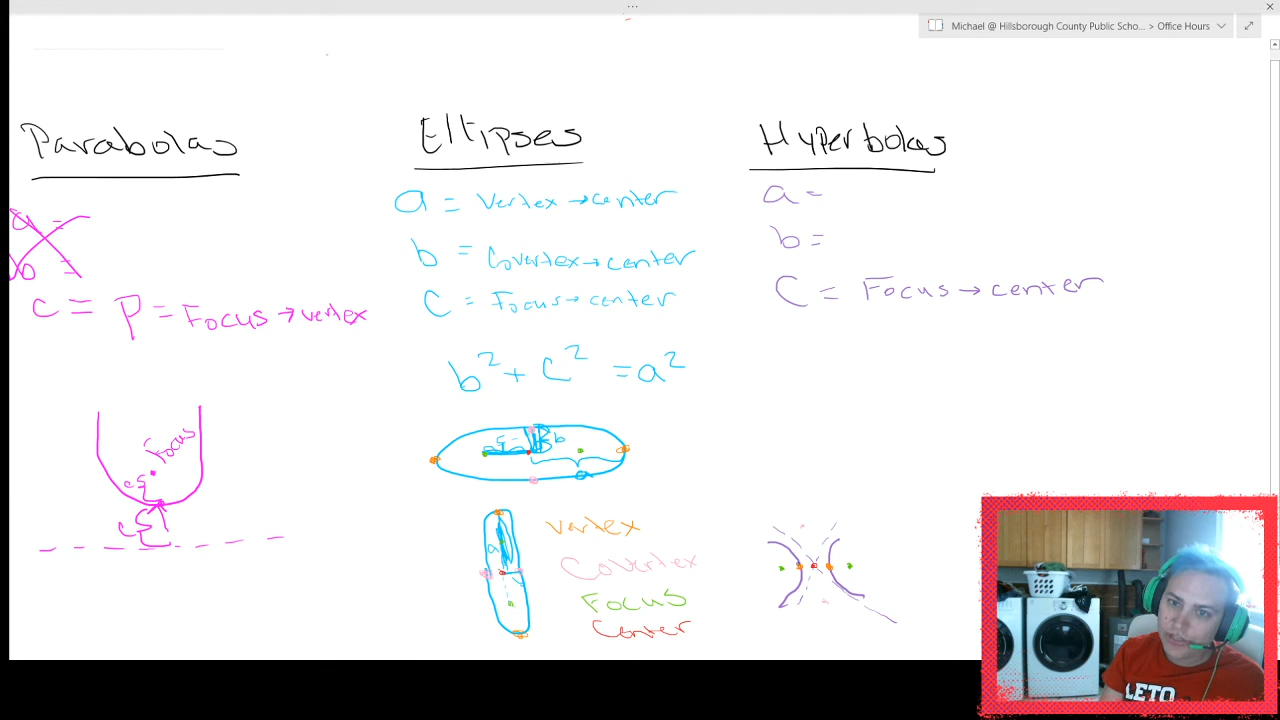 Michael @ Hillsborough County Public Scho... > Office Hours
Parabolas
a =
b =
c = P = Focus → vertex
Focus
c
c
Ellipses
a = Vertex → center
b = Covertex → center
c = Focus → center
b² + c² = a²
c
b
a
vertex
Covertex
Focus
Center
Hyperbolas
a =
b =
c = Focus → center
LETO